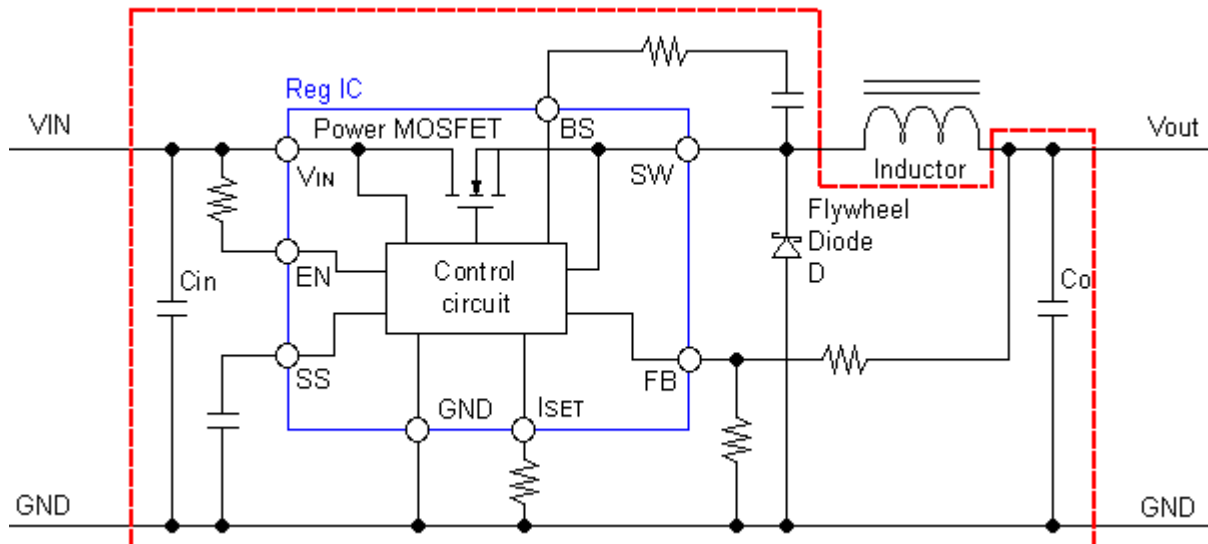 Reg IC
VIN
Power MOSFET
BS
Vout
VIN
SW
Inductor
Flywheel
Diode
D
EN
Control
circuit
Cin
Co
SS
FB
GND
ISET
GND
GND